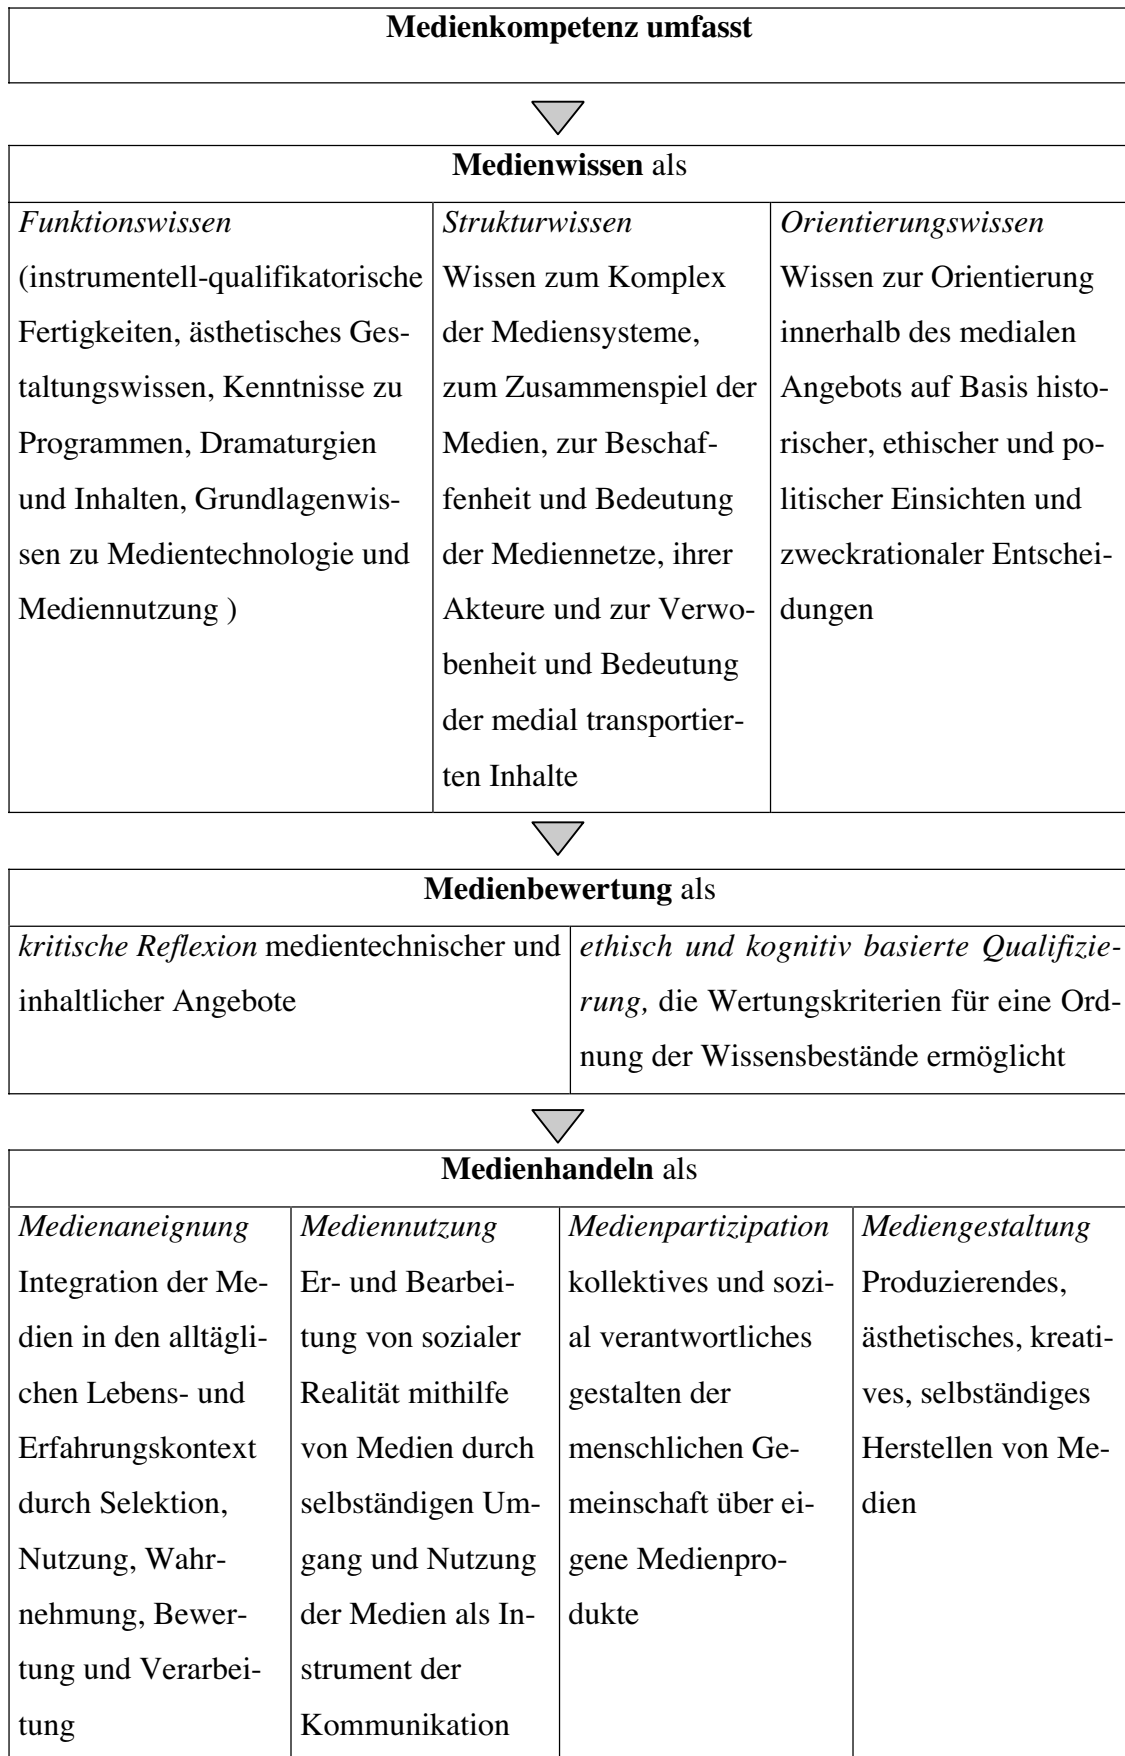 Medienkompetenz umfasst
Medienwissen als
Funktionswissen
(instrumentell-qualifikatorische
Fertigkeiten, ästhetisches Ges-
taltungswissen, Kenntnisse zu
Programmen, Dramaturgien
und Inhalten, Grundlagenwis-
sen zu Medientechnologie und
Mediennutzung )
Strukturwissen
Wissen zum Komplex
der Mediensysteme,
zum Zusammenspiel der
Medien, zur Beschaf-
fenheit und Bedeutung
der Mediennetze, ihrer
Akteure und zur Verwo-
benheit und Bedeutung
der medial transportier-
ten Inhalte
Orientierungswissen
Wissen zur Orientierung
innerhalb des medialen
Angebots auf Basis histo-
rischer, ethischer und po-
litischer Einsichten und
zweckrationaler Entschei-
dungen
Medienbewertung als
kritische Reflexion medientechnischer und
inhaltlicher Angebote
ethisch und kognitiv basierte Qualifizie-
rung, die Wertungskriterien für eine Ord-
nung der Wissensbestände ermöglicht
Medienhandeln als
Medienaneignung
Integration der Me-
dien in den alltägli-
chen Lebens- und
Erfahrungskontext
durch Selektion,
Nutzung, Wahr-
nehmung, Bewer-
tung und Verarbei-
tung
Mediennutzung
Er- und Bearbei-
tung von sozialer
Realität mithilfe
von Medien durch
selbständigen Um-
gang und Nutzung
der Medien als In-
strument der
Kommunikation
Medienpartizipation
kollektives und sozi-
al verantwortliches
gestalten der
menschlichen Ge-
meinschaft über ei-
gene Medienpro-
dukte
Mediengestaltung
Produzierendes,
ästhetisches, kreati-
ves, selbständiges
Herstellen von Me-
dien